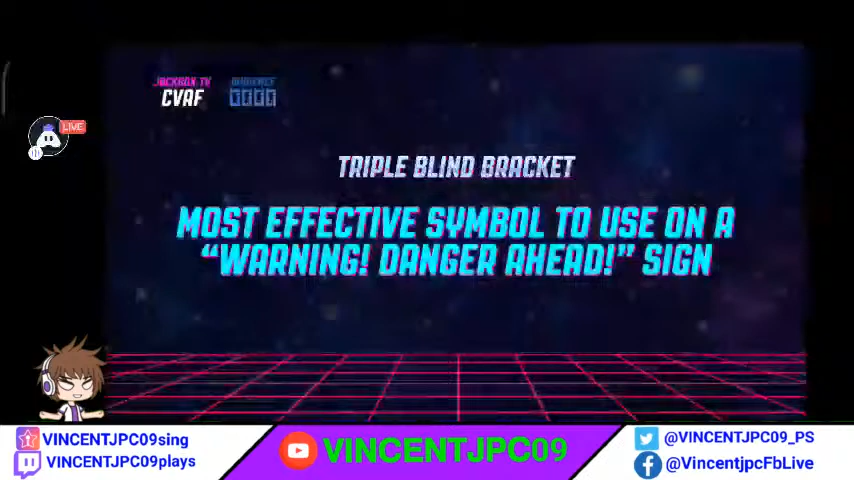 JACKBOX.TV
CVAF
AUDIENCE
LIVE
TRIPLE BLIND BRACKET
MOST EFFECTIVE SYMBOL TO USE ON A
“WARNING! DANGER AHEAD!” SIGN
VINCENTJPC09sing
VINCENTJPC09plays
VINCENTJPC09
@VINCENTJPC09_PS
@VincentjpcFbLive